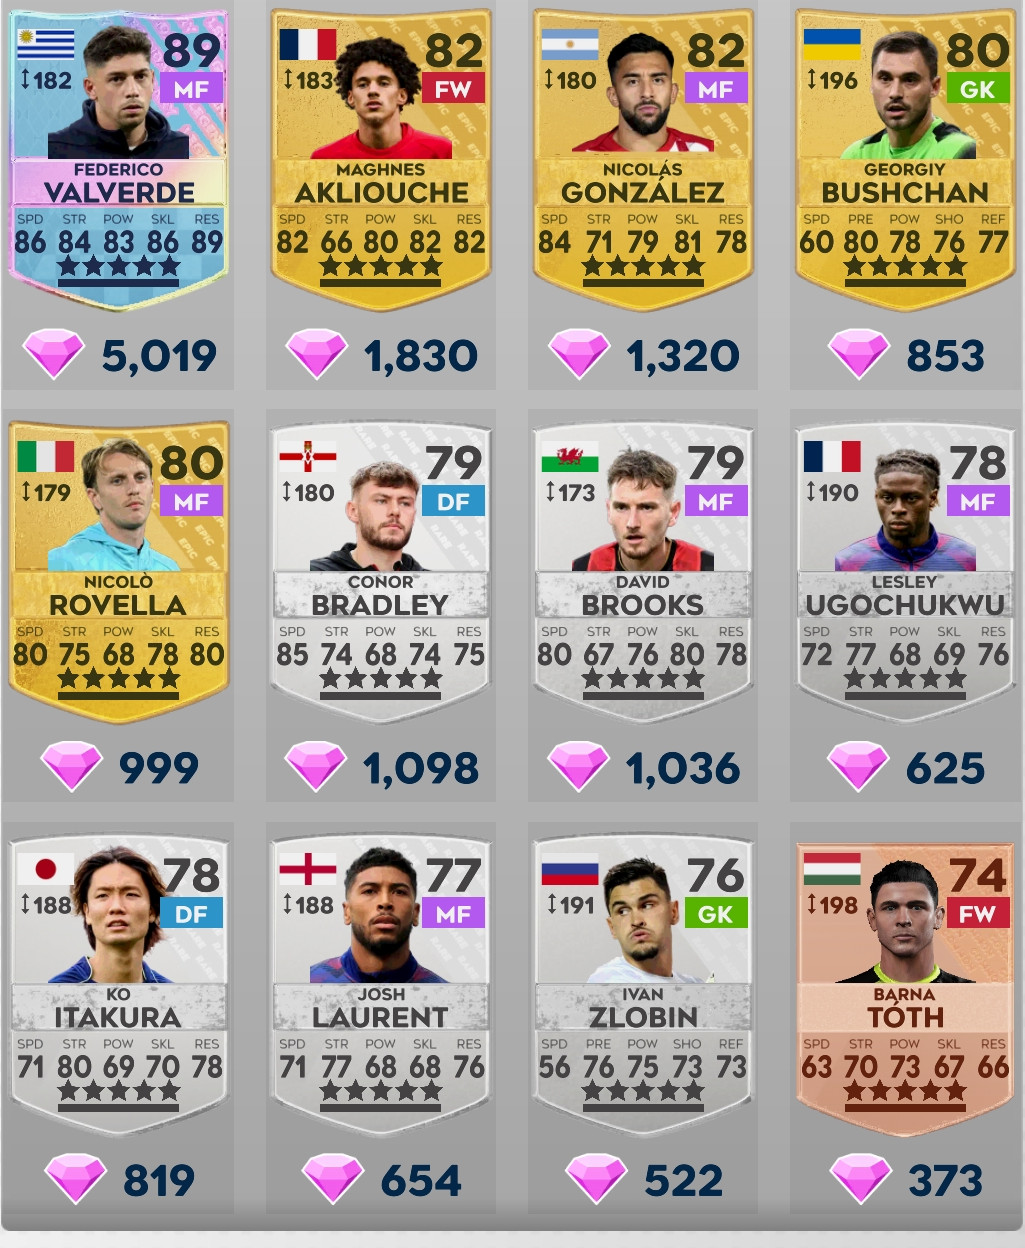 89
↕182
MF
FEDERICO
VALVERDE
SPD STR POW SKL RES
86 84 83 86 89
5,019
82
↕183
FW
MAGHNES
AKLIOUCHE
SPD STR POW SKL RES
82 66 80 82 82
1,830
82
↕180
MF
NICOLÁS
GONZÁLEZ
SPD STR POW SKL RES
84 71 79 81 78
1,320
80
↕196
GK
GEORGIY
BUSHCHAN
SPD PRE POW SHO REF
60 80 78 76 77
853
80
↕179
MF
NICOLÒ
ROVELLA
SPD STR POW SKL RES
80 75 68 78 80
999
79
↕180
DF
CONOR
BRADLEY
SPD STR POW SKL RES
85 74 68 74 75
1,098
79
↕173
MF
DAVID
BROOKS
SPD STR POW SKL RES
80 67 76 80 78
1,036
78
↕190
MF
LESLEY
UGOCHUKWU
SPD STR POW SKL RES
72 77 68 69 76
625
78
↕188
DF
KO
ITAKURA
SPD STR POW SKL RES
71 80 69 70 78
819
77
↕188
MF
JOSH
LAURENT
SPD STR POW SKL RES
71 77 68 68 76
654
76
↕191
GK
IVAN
ZLOBIN
SPD PRE POW SHO REF
56 76 75 73 73
522
74
↕198
FW
BARNA
TÓTH
SPD STR POW SKL RES
63 70 73 67 66
373